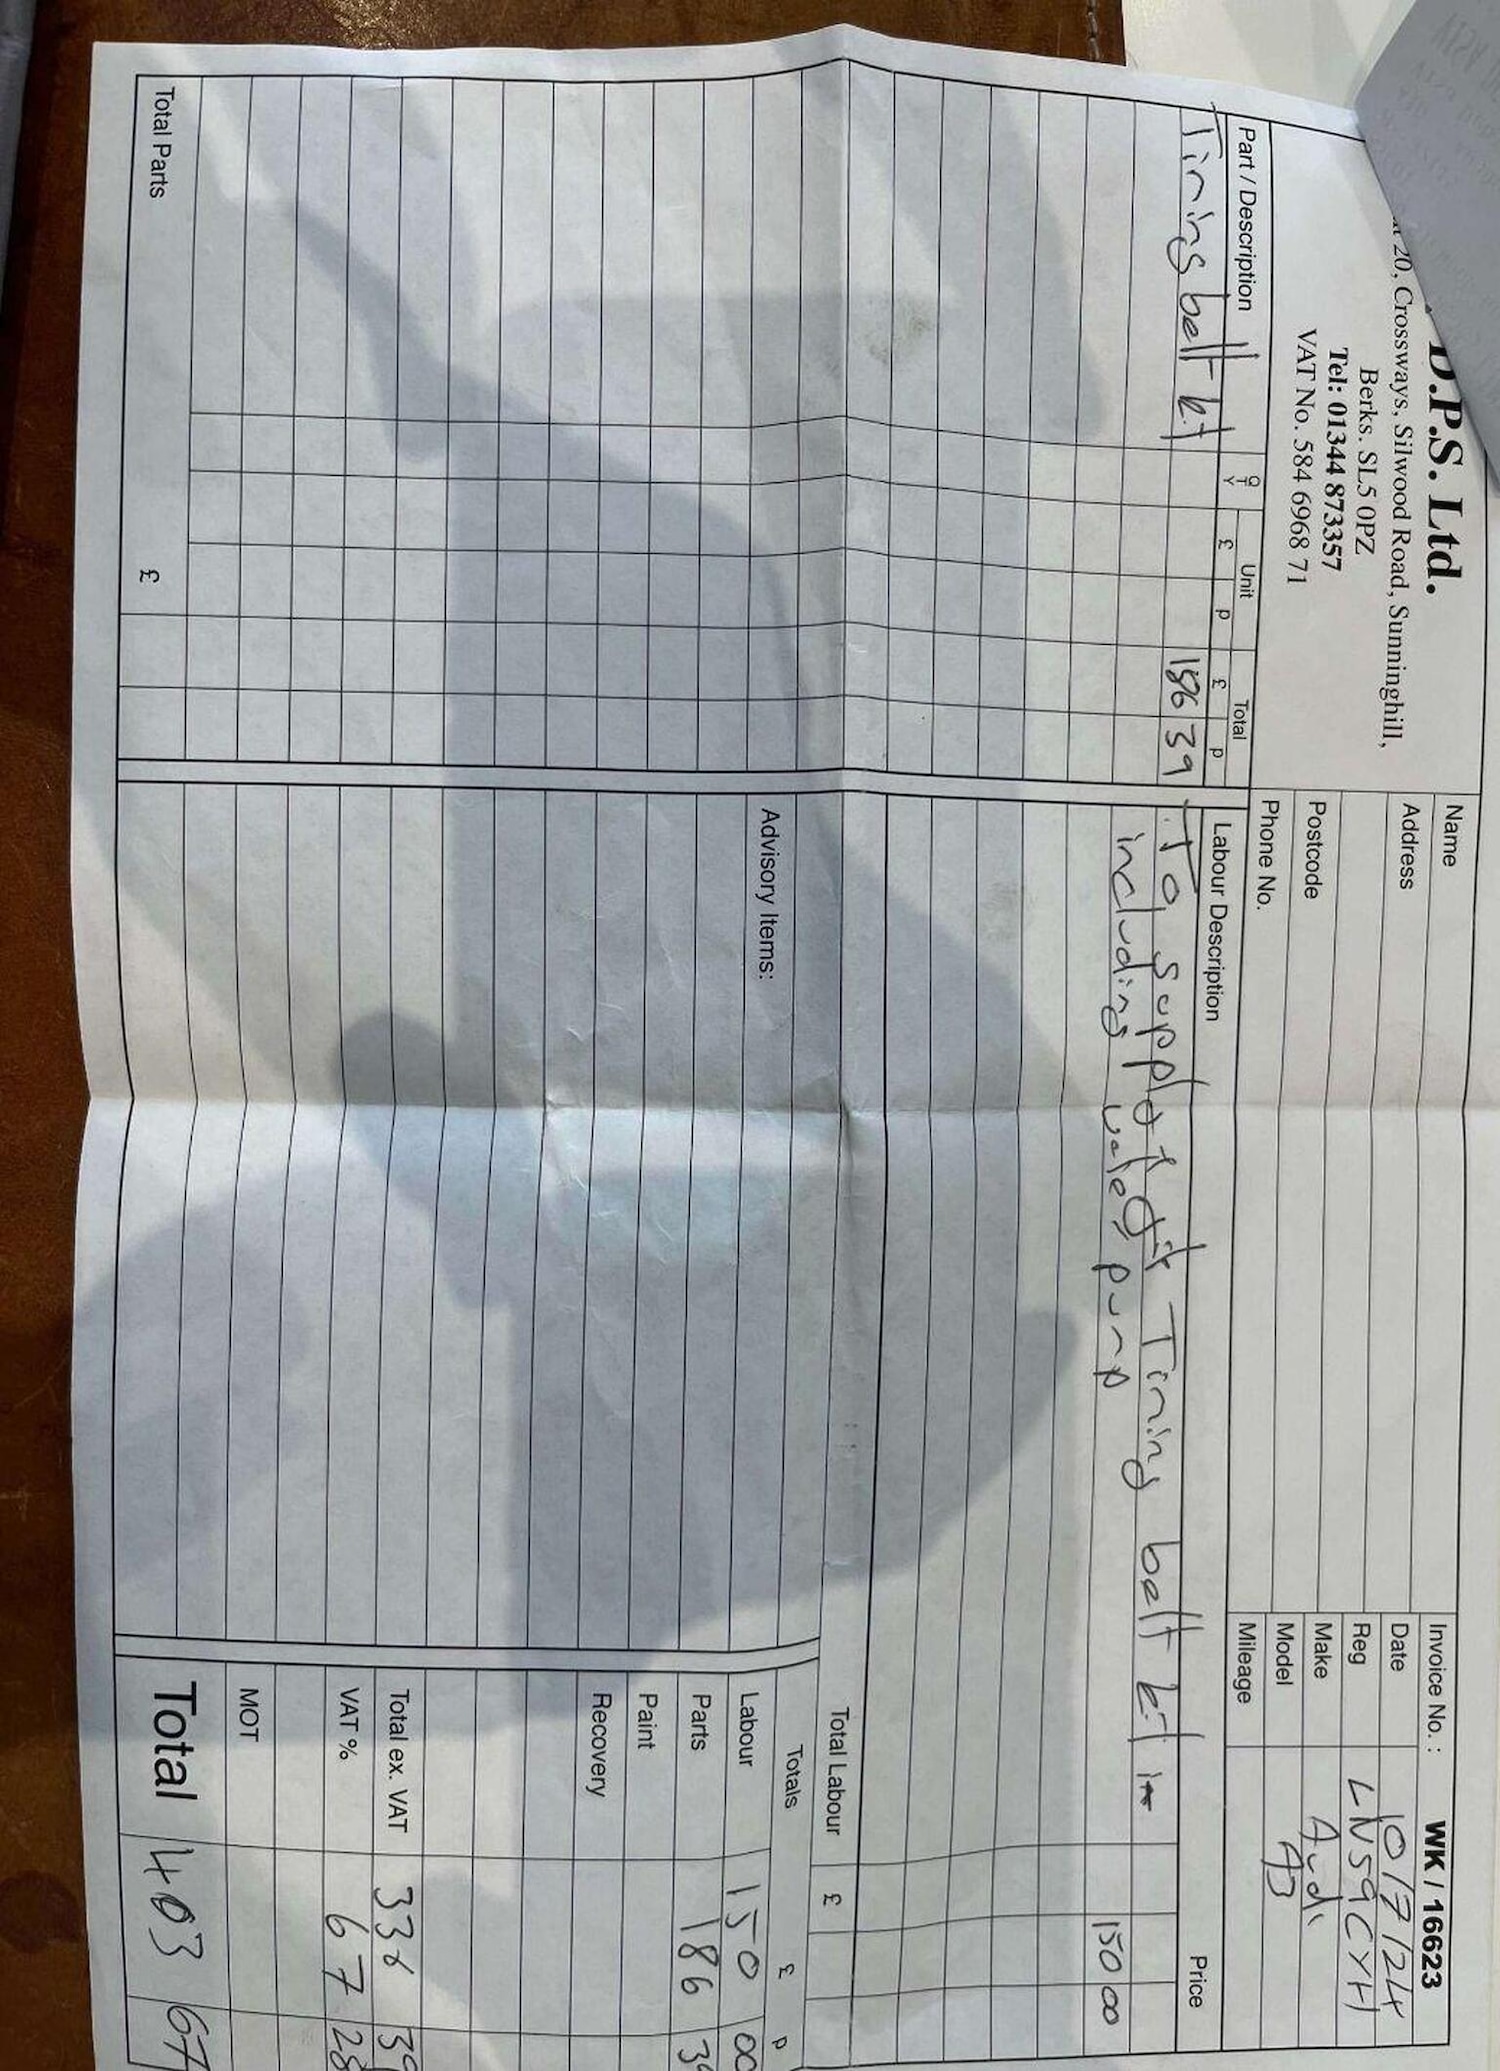 D.P.S. Ltd.
20, Crossways, Silwood Road, Sunninghill,
Berks. SL5 0PZ
Tel: 01344 873357
VAT No. 584 6968 71
Name
Address
Postcode
Phone No.
Invoice No.: WK / 16623
Date 10/7/24
Reg LN59CYH
Make Audi
Model A3
Mileage
Part / Description QTY Unit £ p Total £ p
Timing belt kit 186 39
Labour Description Price
To supply & fit Timing belt kit
including water pump 150 00
Total Labour £
Advisory Items:
Totals £ p
Labour 150 00
Parts 186 39
Paint
Recovery
Total ex. VAT 336 39
VAT % 67 28
MOT
Total Parts £
Total 403 67